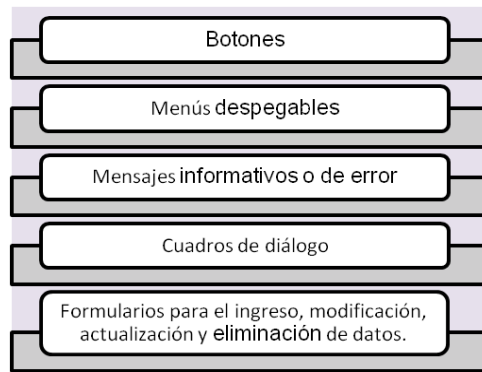 Botones
Menús despegables
Mensajes informativos o de error
Cuadros de diálogo
Formularios para el ingreso, modificación,
actualización y eliminación de datos.